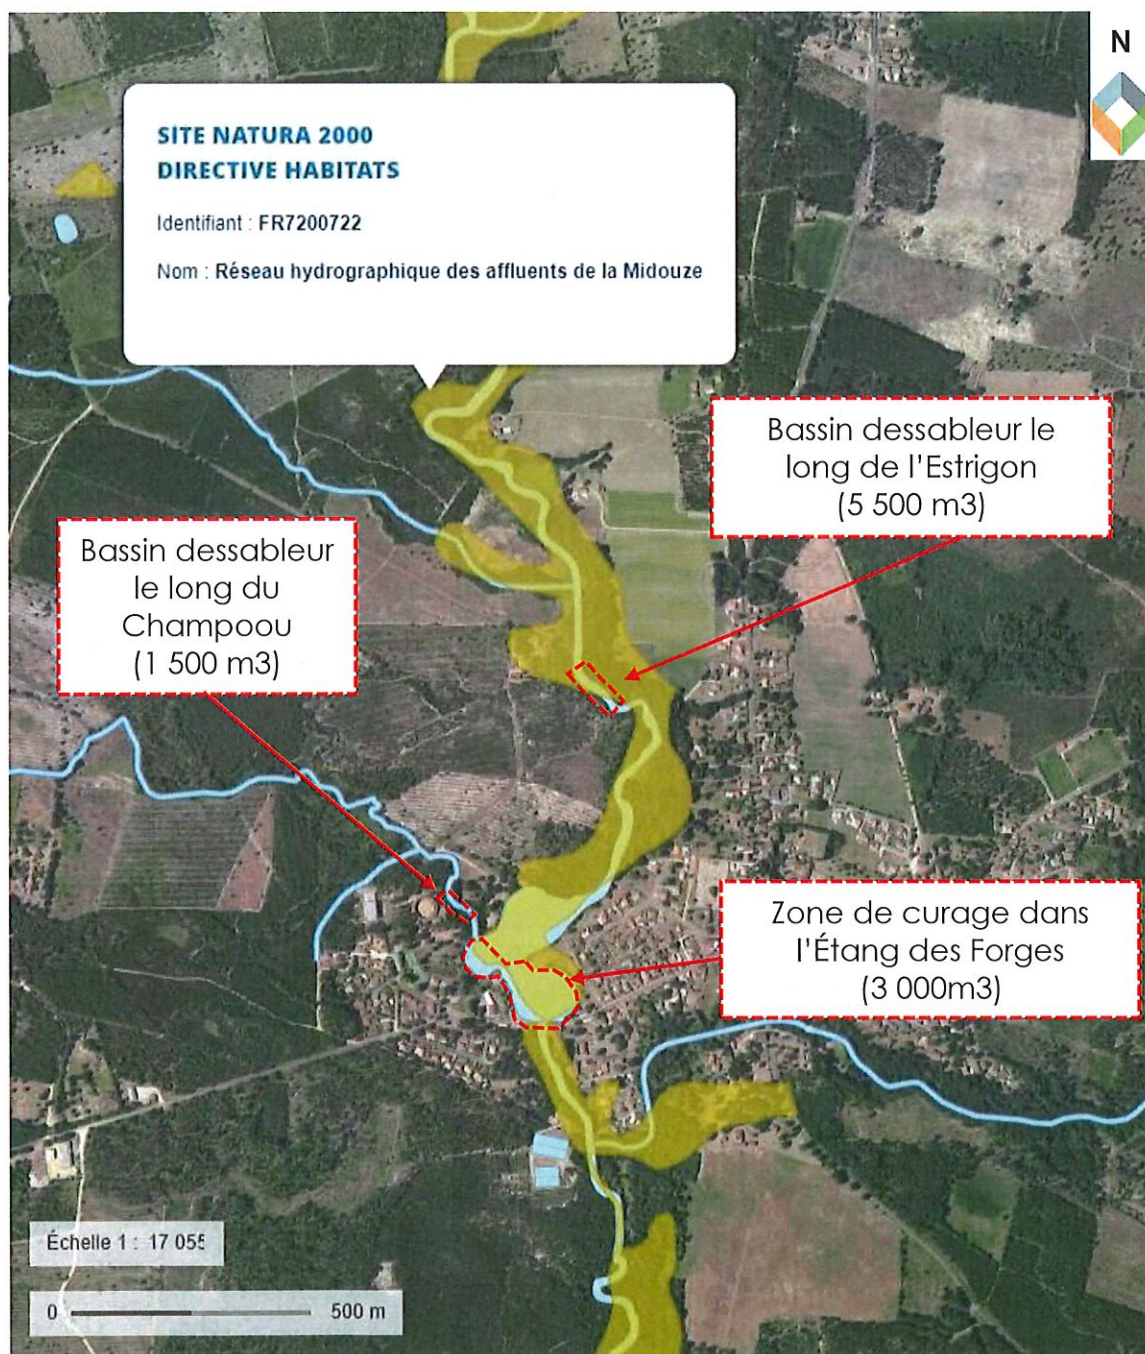 N
SITE NATURA 2000
DIRECTIVE HABITATS
Identifiant : FR7200722
Nom : Réseau hydrographique des affluents de la Midouze
Bassin dessableur le
long de l'Estrigon
(5 500 m3)
Bassin dessableur
le long du
Champoou
(1 500 m3)
Zone de curage dans
l'Étang des Forges
(3 000m3)
Échelle 1 : 17 055
0 500 m